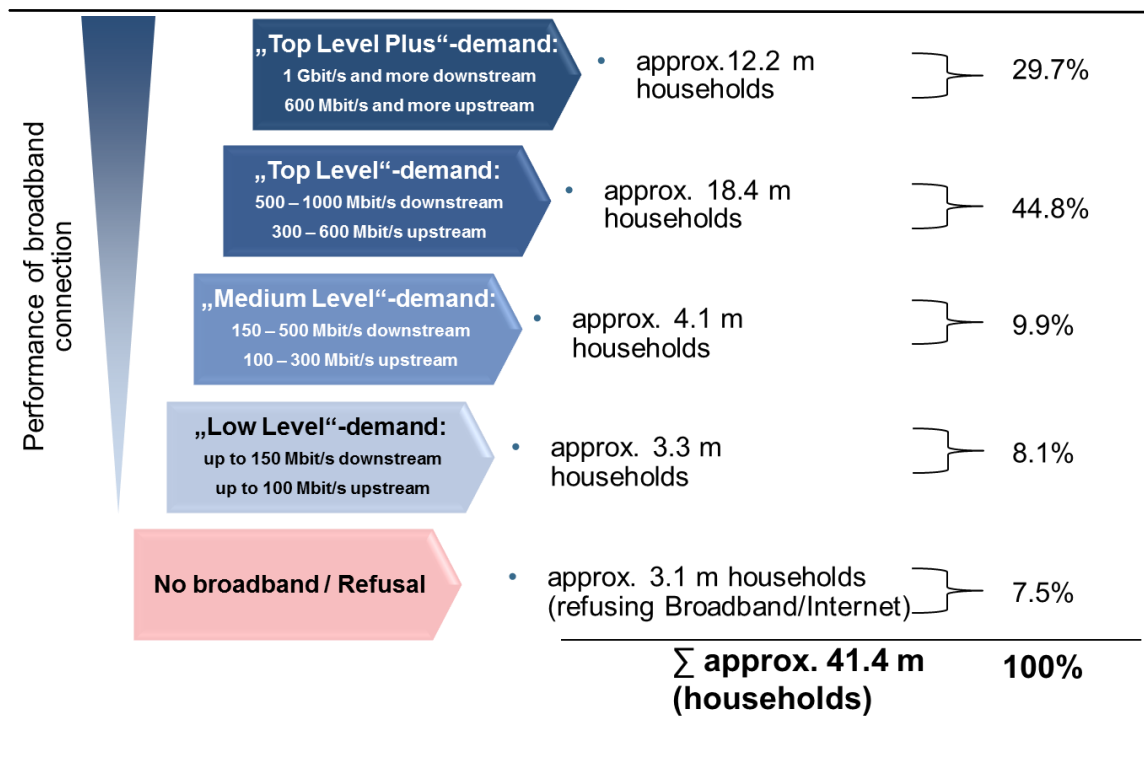 Performance of broadband
connection
„Top Level Plus“-demand:
1 Gbit/s and more downstream
600 Mbit/s and more upstream
• approx.12.2 m
households
29.7%
„Top Level“-demand:
500 – 1000 Mbit/s downstream
300 – 600 Mbit/s upstream
• approx. 18.4 m
households
44.8%
„Medium Level“-demand:
150 – 500 Mbit/s downstream
100 – 300 Mbit/s upstream
• approx. 4.1 m
households
9.9%
„Low Level“-demand:
up to 150 Mbit/s downstream
up to 100 Mbit/s upstream
• approx. 3.3 m
households
8.1%
No broadband / Refusal
• approx. 3.1 m households
(refusing Broadband/Internet)
7.5%
∑ approx. 41.4 m
(households)
100%